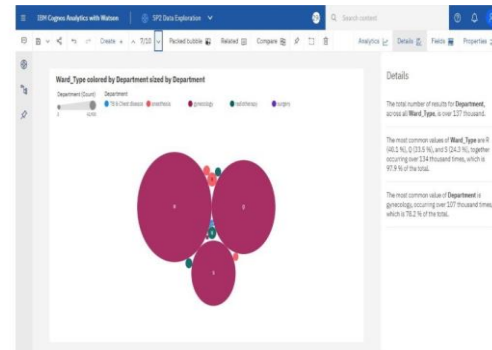 IBM Cognos Analytics with Watson
SP2 Data Exploration
Search content
Create
7/10
Packed bubble
Related
Compare
Analytics
Details
Fields
Properties
Ward_Type colored by Department sized by Department
Department (Count)
Department
TB & Chest disease
anesthesia
gynecology
radiotherapy
surgery
R
Q
S
Details
The total number of results for Department,
across all Ward_Type, is over 137 thousand.
The most common values of Ward_Type are R
(40.1 %), Q (33.5 %), and S (24.3 %), together
occurring over 134 thousand times, which is
97.9 % of the total.
The most common value of Department is
gynecology, occurring over 107 thousand times,
which is 78.2 % of the total.